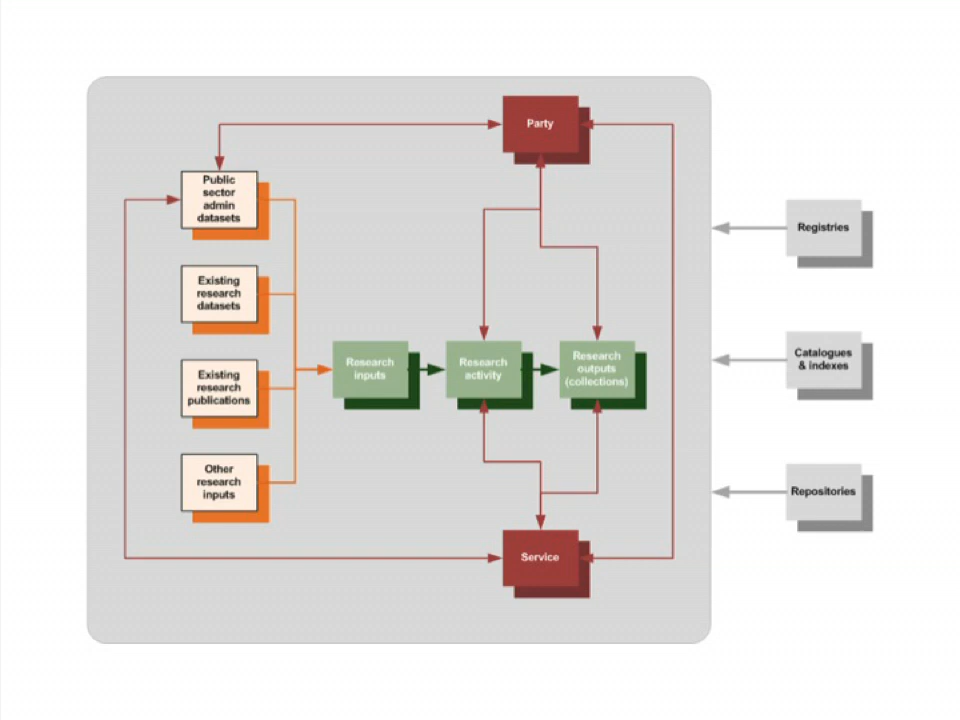 Party
Public
sector
admin
datasets
Registries
Existing
research
datasets
Research
inputs
Research
activity
Research
outputs
(collections)
Catalogues
& indexes
Existing
research
publications
Other
research
inputs
Repositories
Service